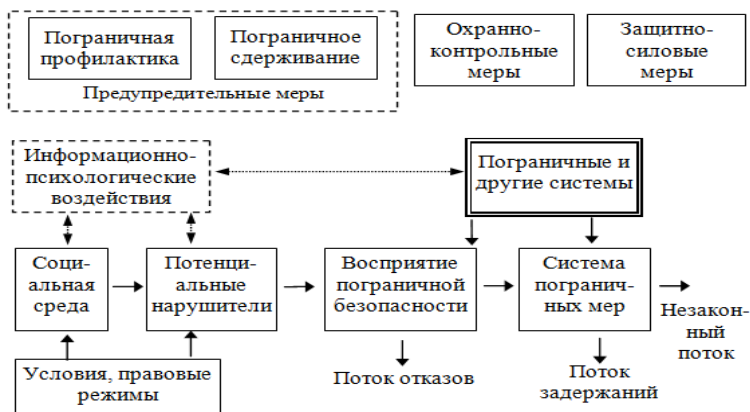 Пограничная
профилактика
Пограничное
сдерживание
Предупредительные меры
Охранно-
контрольные
меры
Защитно-
силовые
меры
Информационно-
психологические
воздействия
Пограничные и
другие системы
Соци-
альная
среда
Потенци-
альные
нарушители
Восприятие
пограничной
безопасности
Система
погранич-
ных мер
Незакон-
ный
поток
Условия, правовые
режимы
Поток отказов
Поток
задержаний